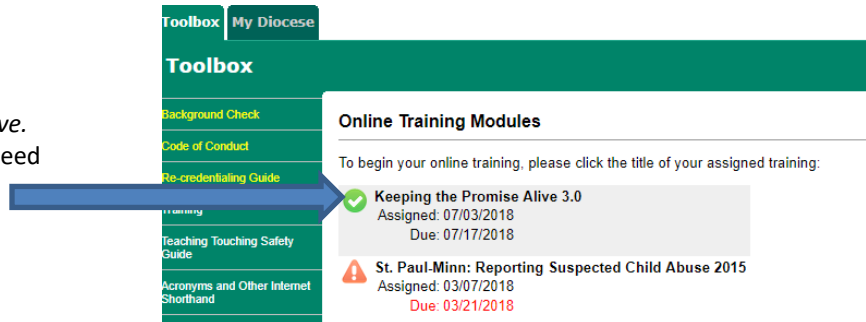 Toolbox My Diocese
Toolbox
ve.
eed
Background Check
Code of Conduct
Re-credentialing Guide
Training
Teaching Touching Safety
Guide
Acronyms and Other Internet
Shorthand
Online Training Modules
To begin your online training, please click the title of your assigned training:
Keeping the Promise Alive 3.0
Assigned: 07/03/2018
Due: 07/17/2018
St. Paul-Minn: Reporting Suspected Child Abuse 2015
Assigned: 03/07/2018
Due: 03/21/2018